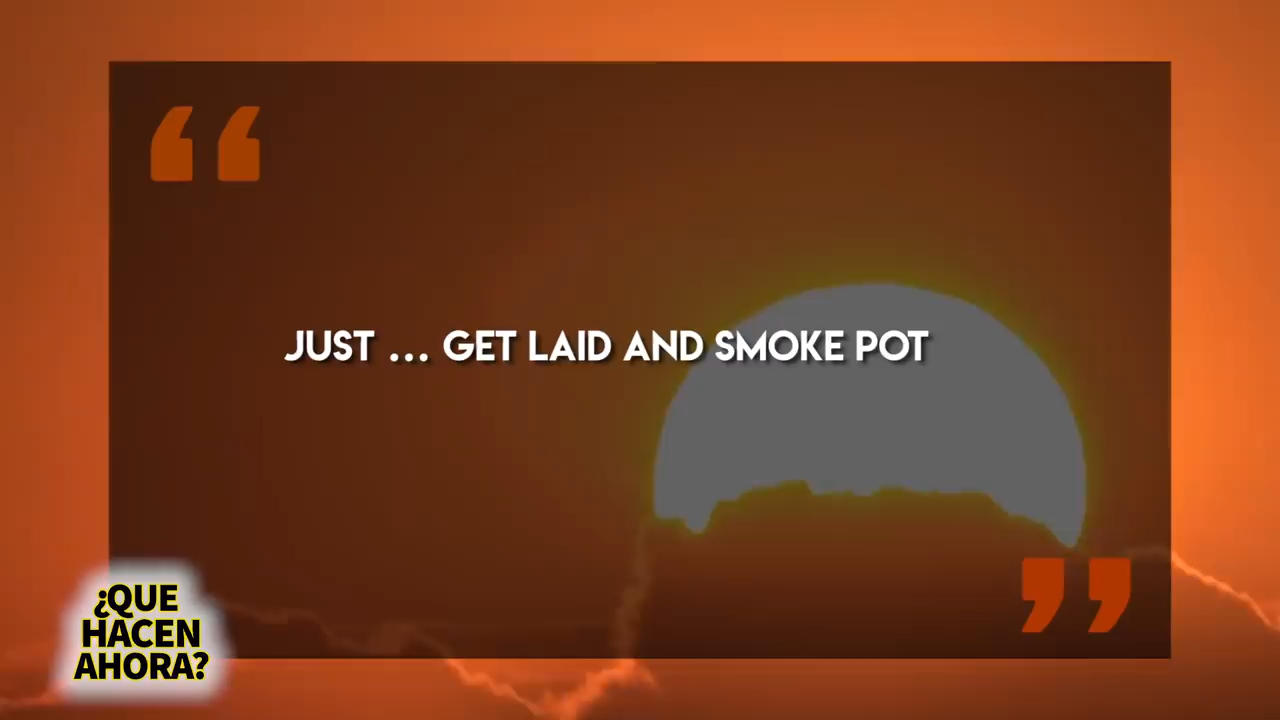 “
JUST ... GET LAID AND SMOKE POT
”
¿QUE
HACEN
AHORA?